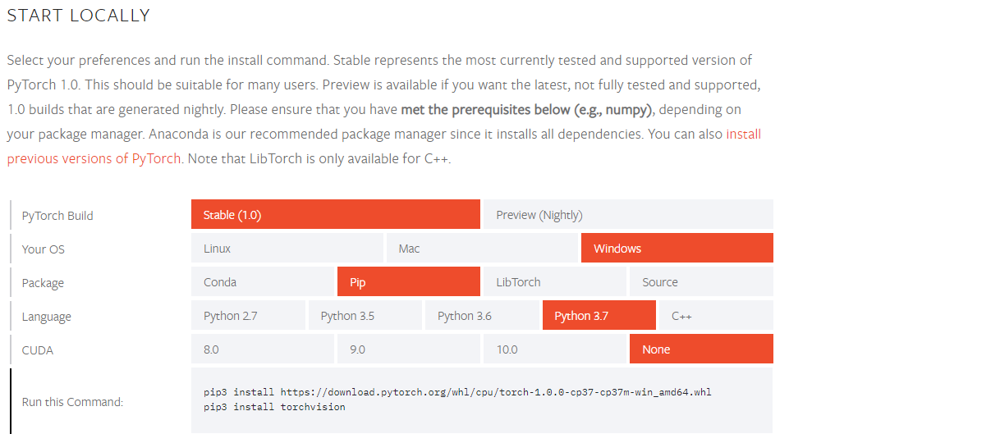 START LOCALLY
Select your preferences and run the install command. Stable represents the most currently tested and supported version of
PyTorch 1.0. This should be suitable for many users. Preview is available if you want the latest, not fully tested and supported,
1.0 builds that are generated nightly. Please ensure that you have met the prerequisites below (e.g., numpy), depending on
your package manager. Anaconda is our recommended package manager since it installs all dependencies. You can also install
previous versions of PyTorch. Note that LibTorch is only available for C++.
PyTorch Build Stable (1.0) Preview (Nightly)
Your OS Linux Mac Windows
Package Conda Pip LibTorch Source
Language Python 2.7 Python 3.5 Python 3.6 Python 3.7 C++
CUDA 8.0 9.0 10.0 None
pip3 install https://download.pytorch.org/whl/cpu/torch-1.0.0-cp37-cp37m-win_amd64.whl
Run this Command:
pip3 install torchvision